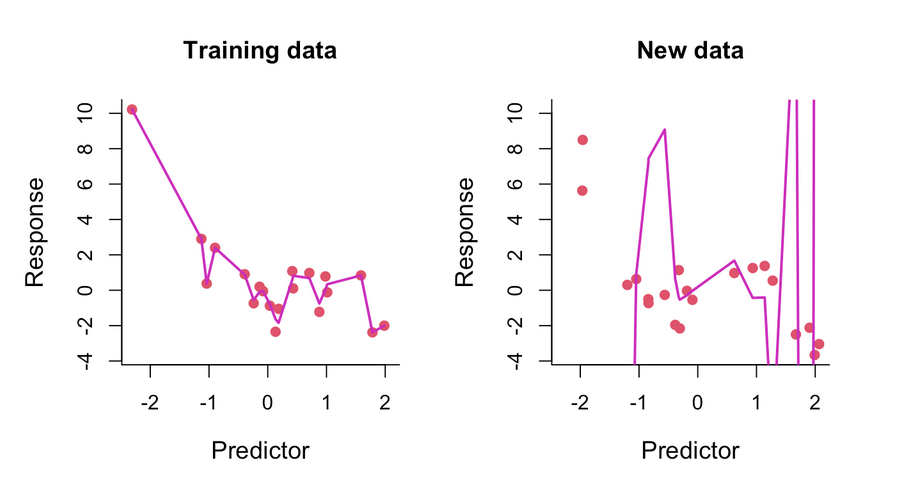 Training data
New data
Response
10
8
6
4
2
0
-2
-4
-2 -1 0 1 2
Predictor
Response
10
8
6
4
2
0
-2
-4
-2 -1 0 1 2
Predictor